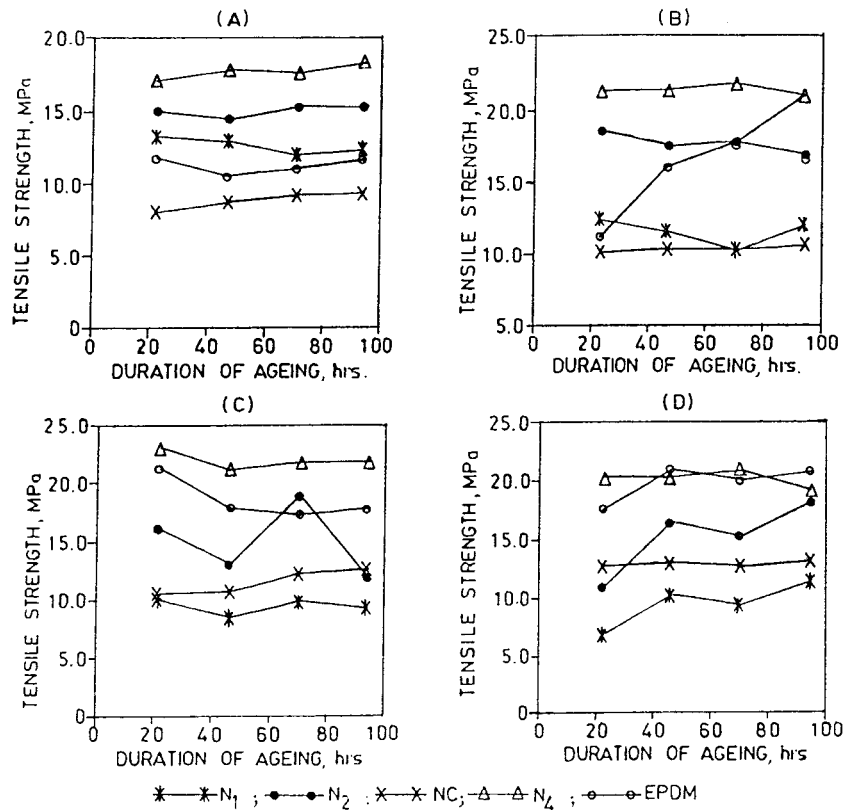 (A)
TENSILE STRENGTH, MPa
20.0
15.0
10.0
5.0
0
0 20 40 60 80 100
DURATION OF AGEING, hrs.
(B)
TENSILE STRENGTH, MPa
25.0
20.0
15.0
10.0
5.0
0 20 40 60 80 100
DURATION OF AGEING, hrs.
(C)
TENSILE STRENGTH, MPa
25.0
20.0
15.0
10.0
5.0
0
0 20 40 60 80 100
DURATION OF AGEING, hrs
(D)
TENSILE STRENGTH, MPa
25.0
20.0
15.0
10.0
5.0
0
0 20 40 60 80 100
DURATION OF AGEING, hrs
N₁ ; N₂ ; NC; N₄ ; EPDM